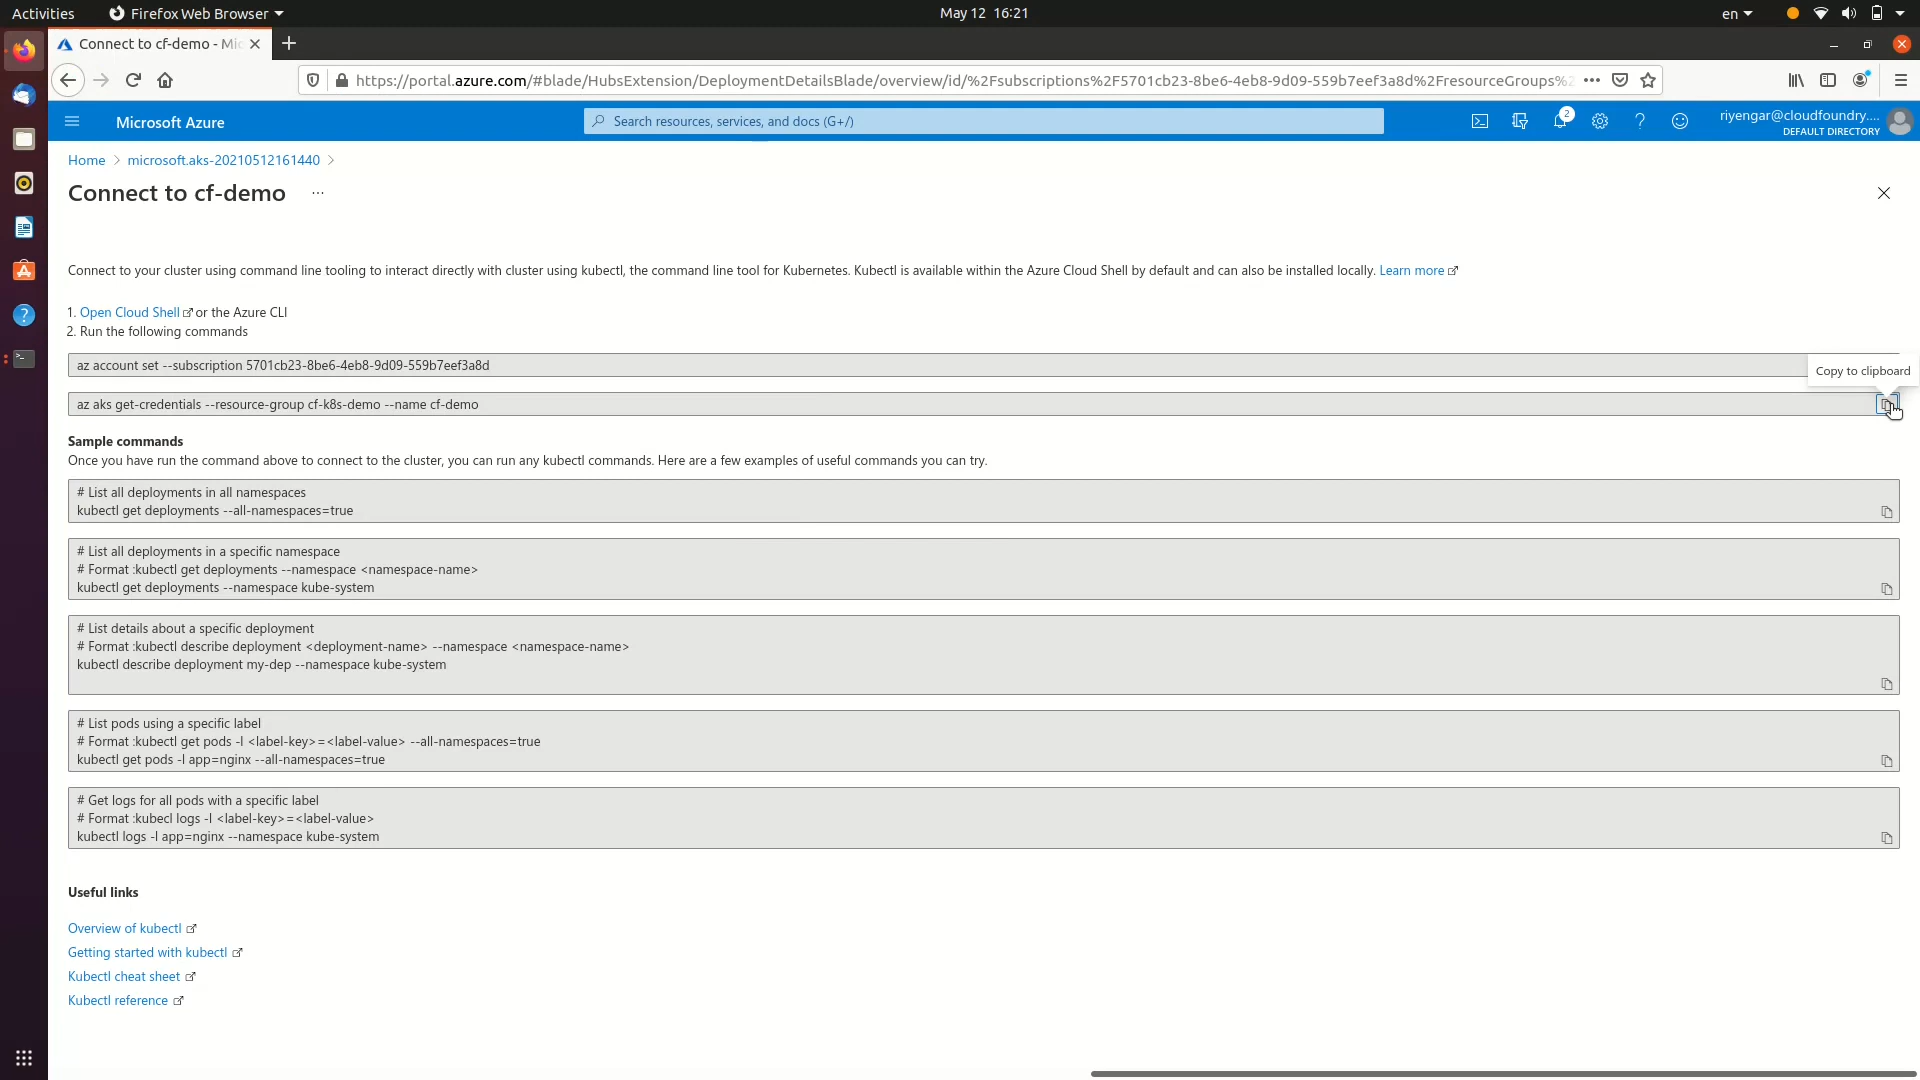 Activities
Firefox Web Browser
May 12 16:21
en
Connect to cf-demo - Mic
https://portal.azure.com/#blade/HubsExtension/DeploymentDetailsBlade/overview/id/%2Fsubscriptions%2F5701cb23-8be6-4eb8-9d09-559b7eef3a8d%2FresourceGroups%2
Microsoft Azure
Search resources, services, and docs (G+/)
2
riyengar@cloudfoundry....
DEFAULT DIRECTORY
Home > microsoft.aks-20210512161440 >
Connect to cf-demo ...
Connect to your cluster using command line tooling to interact directly with cluster using kubectl, the command line tool for Kubernetes. Kubectl is available within the Azure Cloud Shell by default and can also be installed locally. Learn more
1. Open Cloud Shell or the Azure CLI
2. Run the following commands
az account set --subscription 5701cb23-8be6-4eb8-9d09-559b7eef3a8d
Copy to clipboard
az aks get-credentials --resource-group cf-k8s-demo --name cf-demo
Sample commands
Once you have run the command above to connect to the cluster, you can run any kubectl commands. Here are a few examples of useful commands you can try.
# List all deployments in all namespaces
kubectl get deployments --all-namespaces=true
# List all deployments in a specific namespace
# Format :kubectl get deployments --namespace <namespace-name>
kubectl get deployments --namespace kube-system
# List details about a specific deployment
# Format :kubectl describe deployment <deployment-name> --namespace <namespace-name>
kubectl describe deployment my-dep --namespace kube-system
# List pods using a specific label
# Format :kubectl get pods -l <label-key>=<label-value> --all-namespaces=true
kubectl get pods -l app=nginx --all-namespaces=true
# Get logs for all pods with a specific label
# Format :kubecl logs -l <label-key>=<label-value>
kubectl logs -l app=nginx --namespace kube-system
Useful links
Overview of kubectl
Getting started with kubectl
Kubectl cheat sheet
Kubectl reference